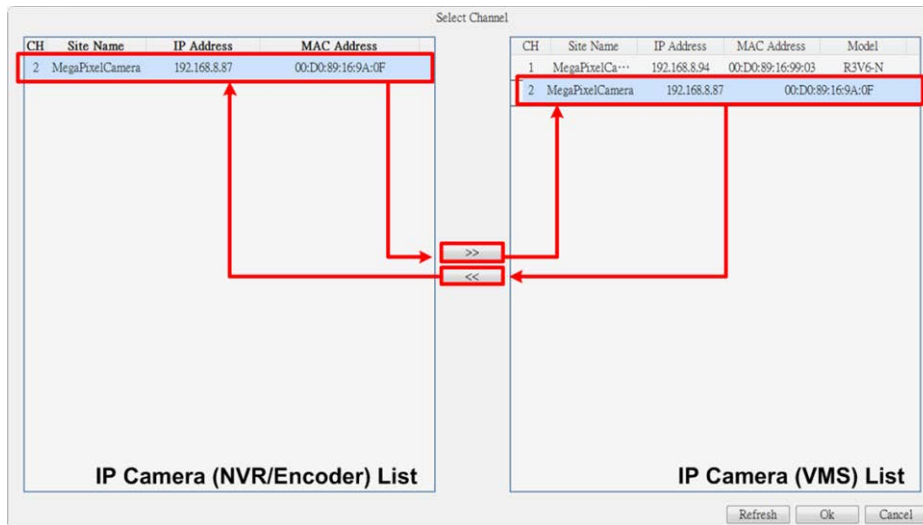 Select Channel
CH Site Name IP Address MAC Address
2 MegaPixelCamera 192.168.8.87 00:D0:89:16:9A:0F
IP Camera (NVR/Encoder) List
>>
<<
CH Site Name IP Address MAC Address Model
1 MegaPixelCa··· 192.168.8.94 00:D0:89:16:99:03 R3V6-N
2 MegaPixelCamera 192.168.8.87 00:D0:89:16:9A:0F
IP Camera (VMS) List
Refresh Ok Cancel